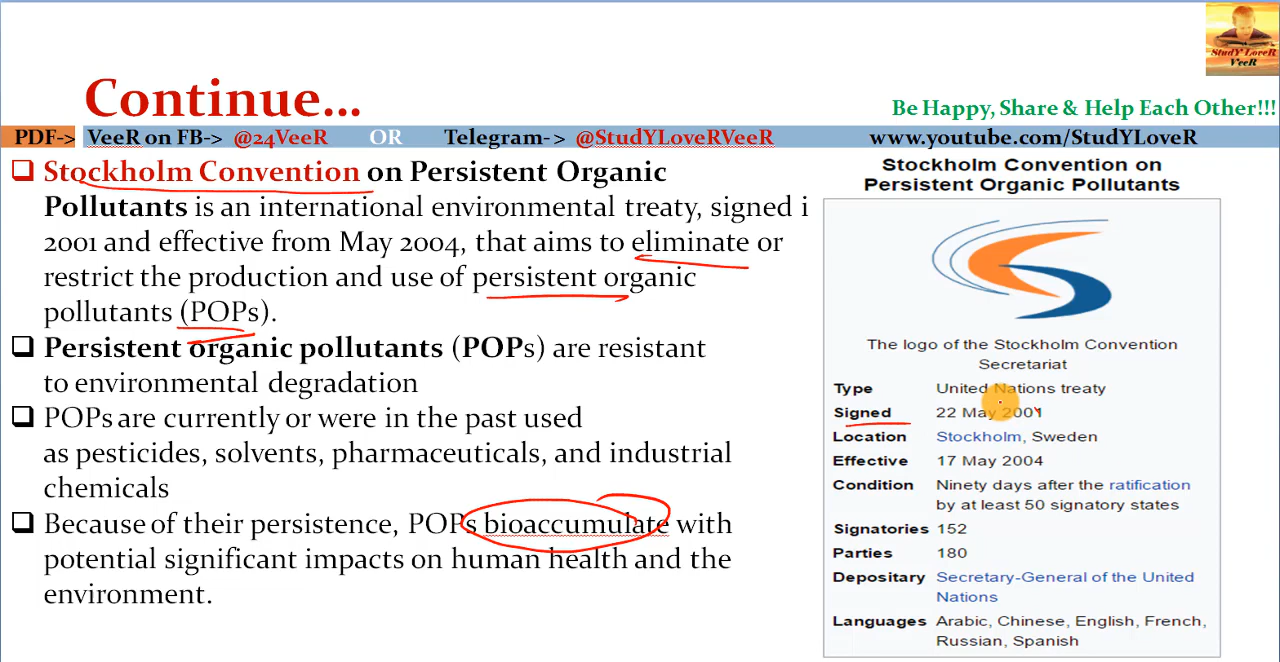 StudY LoveR
VeeR
Continue...
Be Happy, Share & Help Each Other!!!
PDF-> VeeR on FB-> @24VeeR OR Telegram-> @StudYLoveRVeeR www.youtube.com/StudYLoveR
Stockholm Convention on Persistent Organic
Pollutants is an international environmental treaty, signed i
2001 and effective from May 2004, that aims to eliminate or
restrict the production and use of persistent organic
pollutants (POPs).
Persistent organic pollutants (POPs) are resistant
to environmental degradation
POPs are currently or were in the past used
as pesticides, solvents, pharmaceuticals, and industrial
chemicals
Because of their persistence, POPs bioaccumulate with
potential significant impacts on human health and the
environment.
Stockholm Convention on
Persistent Organic Pollutants
The logo of the Stockholm Convention
Secretariat
Type United Nations treaty
Signed 22 May 2001
Location Stockholm, Sweden
Effective 17 May 2004
Condition Ninety days after the ratification
by at least 50 signatory states
Signatories 152
Parties 180
Depositary Secretary-General of the United
Nations
Languages Arabic, Chinese, English, French,
Russian, Spanish